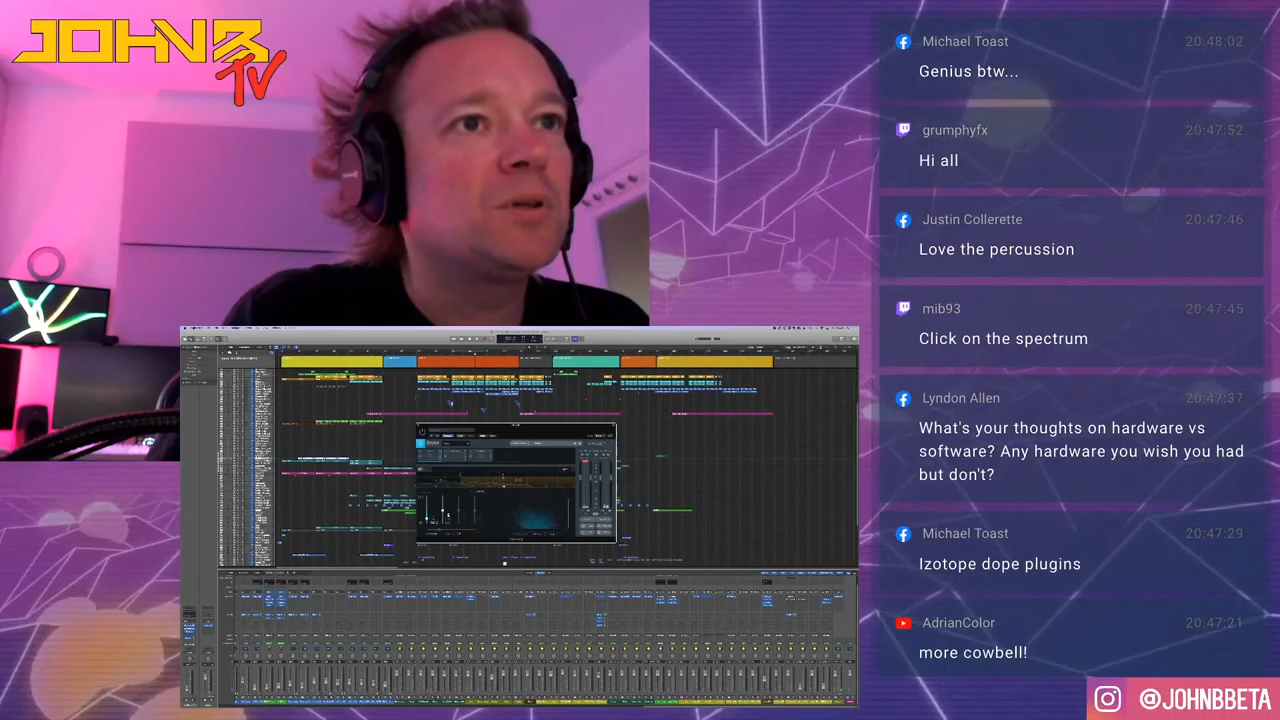 JOHN B
TV
Michael Toast
20:48:02
Genius btw...
grumphyfx
20:47:52
Hi all
Justin Collerette
20:47:46
Love the percussion
mib93
20:47:45
Click on the spectrum
Lyndon Allen
20:47:37
What's your thoughts on hardware vs
software? Any hardware you wish you had
but don't?
Michael Toast
20:47:29
Izotope dope plugins
AdrianColor
20:47:21
more cowbell!
@JOHNBBETA